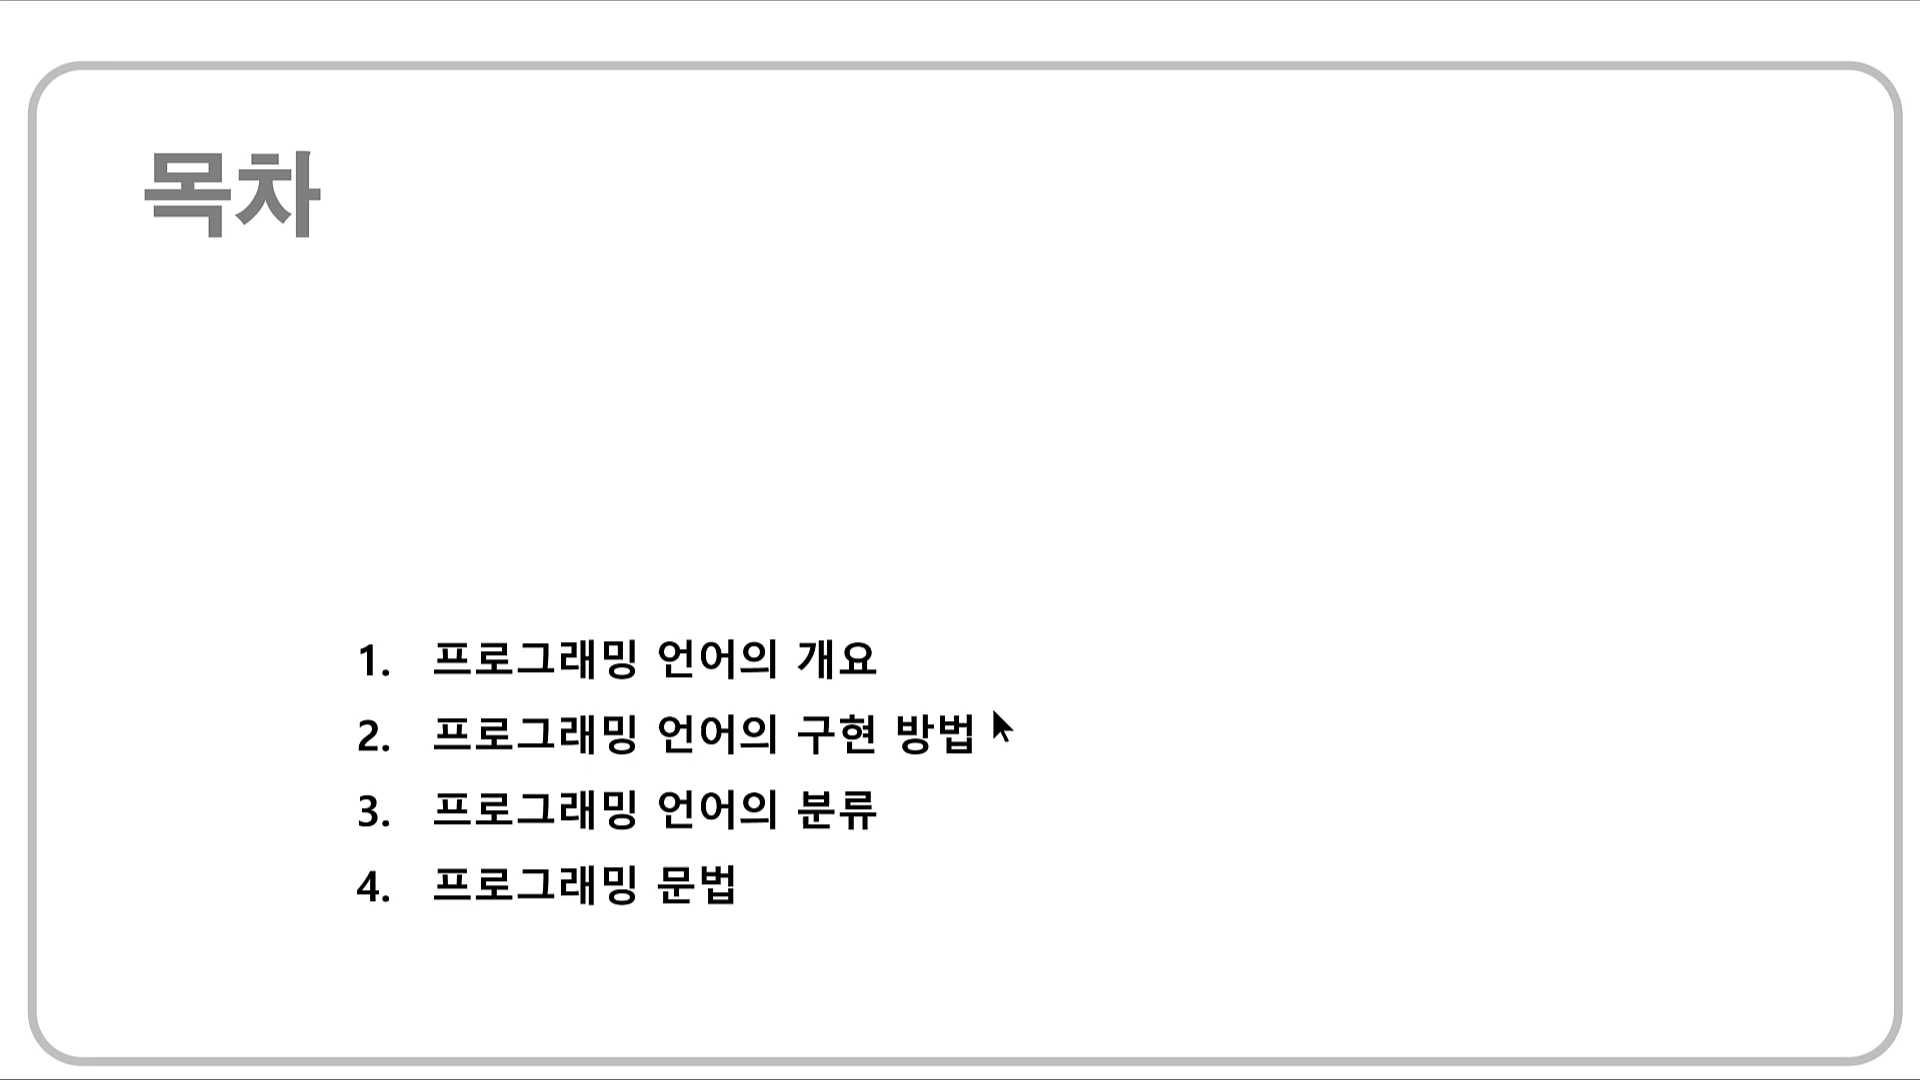 목차
1. 프로그래밍 언어의 개요
2. 프로그래밍 언어의 구현 방법
3. 프로그래밍 언어의 분류
4. 프로그래밍 문법